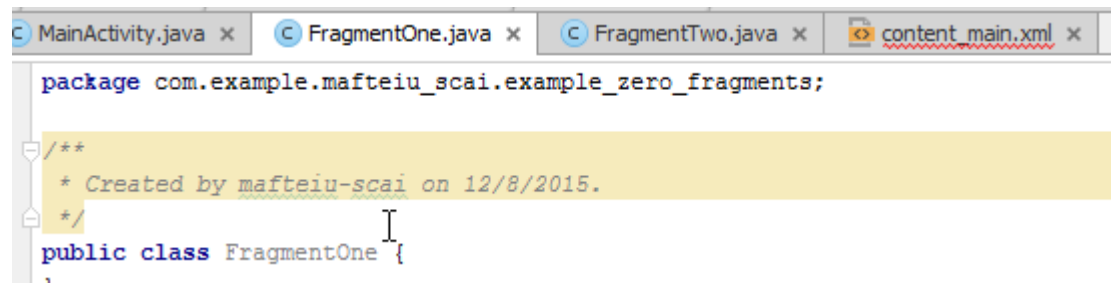 MainActivity.java FragmentOne.java FragmentTwo.java content_main.xml
package com.example.mafteiu_scai.example_zero_fragments;
/**
* Created by mafteiu-scai on 12/8/2015.
*/
public class FragmentOne {